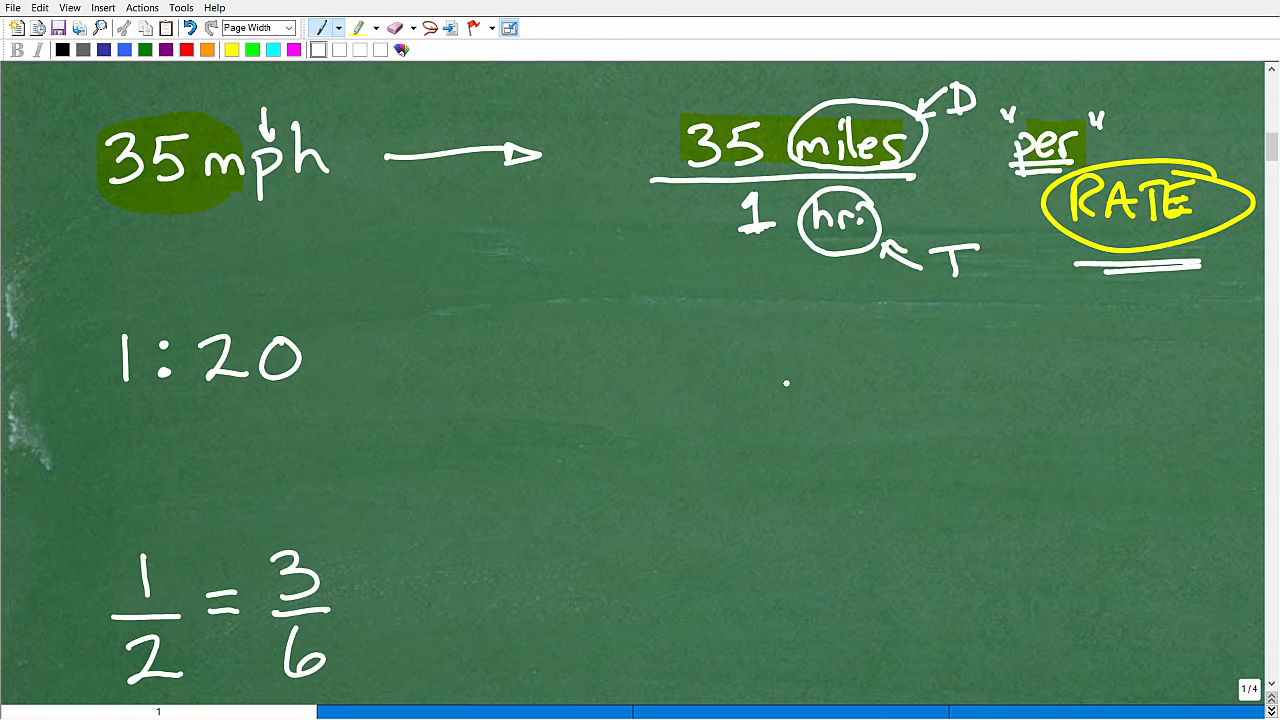 File Edit View Insert Actions Tools Help
Page Width
B I
35 mph → 35 miles "per"
D
1 hr. RATE
T
1 : 20
1/2 = 3/6
1/4
1